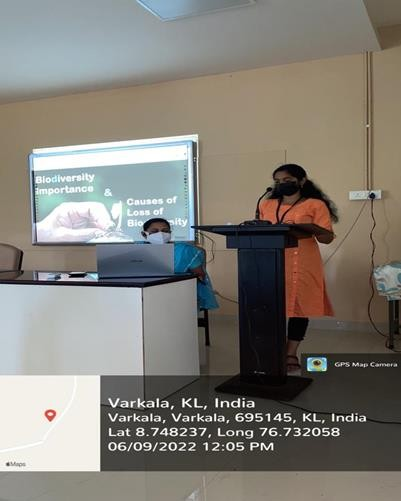 Biodiversity
Importance
&
Causes of
Loss of
Biodiversity
GPS Map Camera
Varkala, KL, India
Varkala, Varkala, 695145, KL, India
Lat 8.748237, Long 76.732058
06/09/2022 12:05 PM
Maps